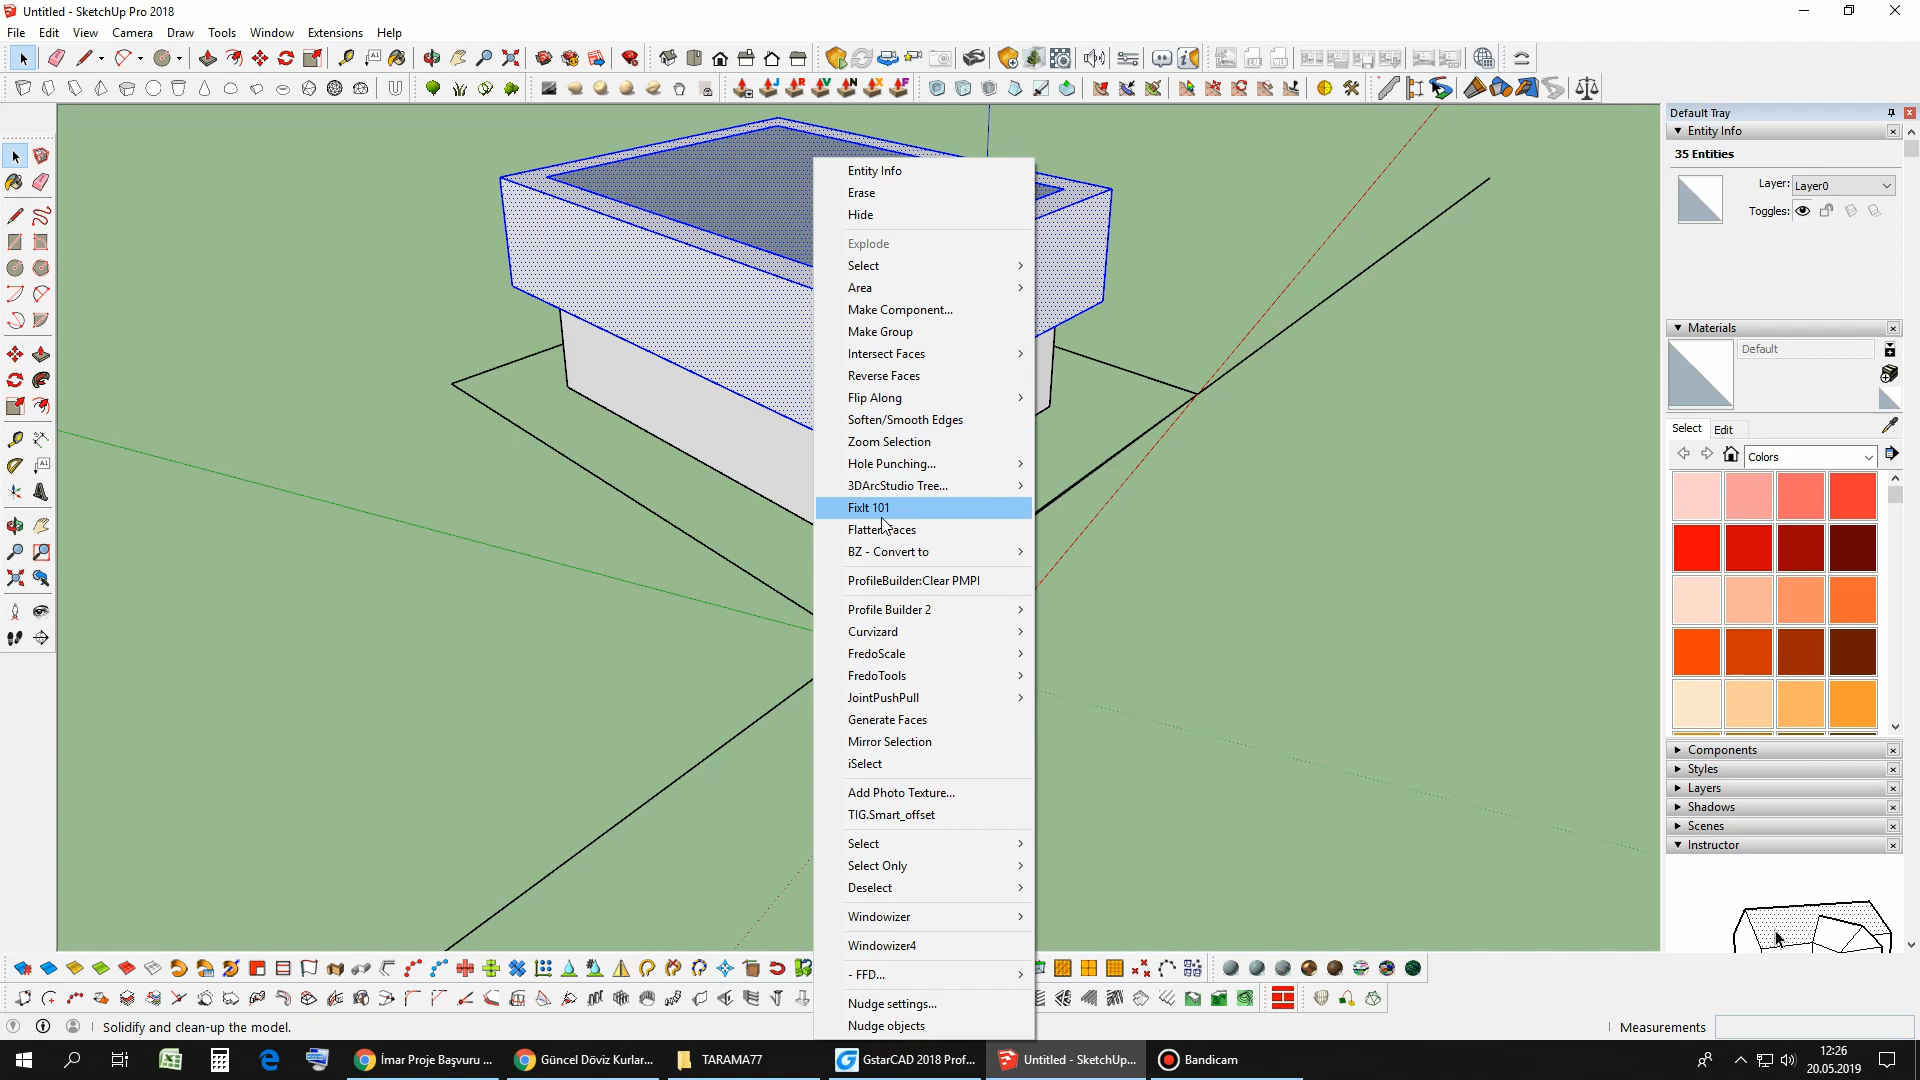 Untitled - SketchUp Pro 2018
File Edit View Camera Draw Tools Window Extensions Help
Default Tray
Entity Info
35 Entities
Layer: Layer0
Toggles:
Materials
Default
Select Edit
Colors
Components
Styles
Layers
Shadows
Scenes
Instructor
Entity Info
Erase
Hide
Explode
Select
Area
Make Component...
Make Group
Intersect Faces
Reverse Faces
Flip Along
Soften/Smooth Edges
Zoom Selection
Hole Punching...
3DArcStudio Tree...
FixIt 101
Flatten Faces
BZ - Convert to
ProfileBuilder:Clear PMPI
Profile Builder 2
Curvizard
FredoScale
FredoTools
JointPushPull
Generate Faces
Mirror Selection
iSelect
Add Photo Texture...
TIG.Smart_offset
Select
Select Only
Deselect
Windowizer
Windowizer4
- FFD...
Nudge settings...
Nudge objects
Solidify and clean-up the model.
Measurements
İmar Proje Başvuru ...
Güncel Döviz Kurlar...
TARAMA77
GstarCAD 2018 Prof...
Untitled - SketchUp...
Bandicam
12:26
20.05.2019